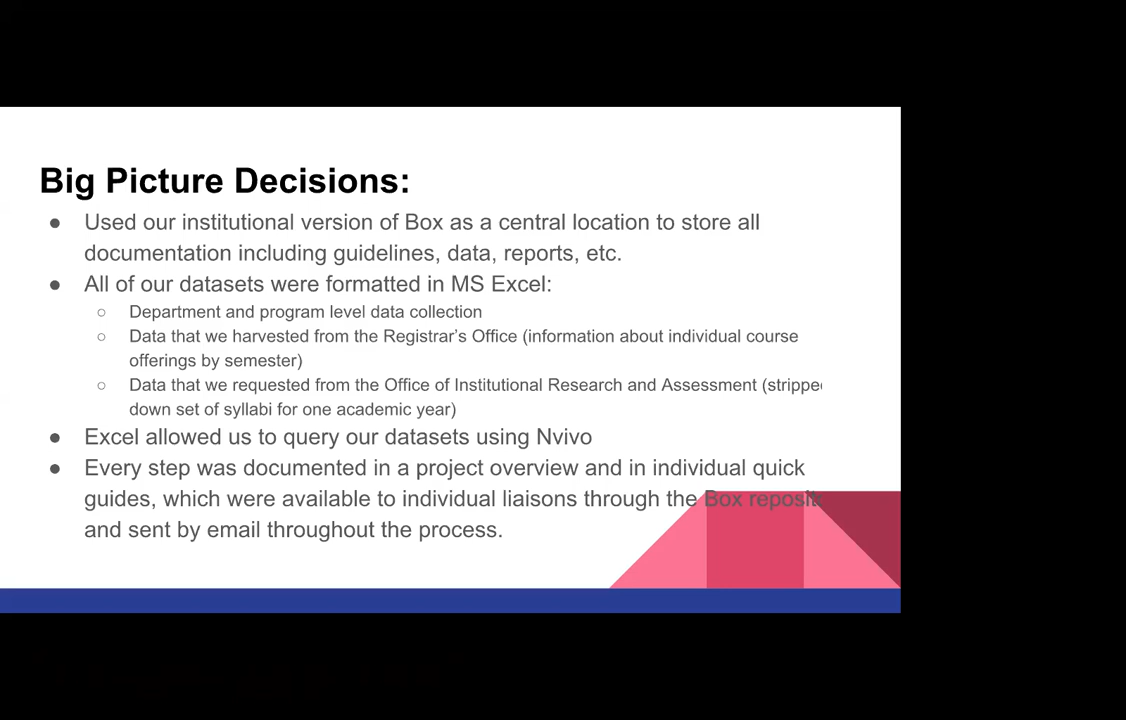 Big Picture Decisions:
● Used our institutional version of Box as a central location to store all
documentation including guidelines, data, reports, etc.
● All of our datasets were formatted in MS Excel:
○ Department and program level data collection
○ Data that we harvested from the Registrar’s Office (information about individual course
offerings by semester)
○ Data that we requested from the Office of Institutional Research and Assessment (stripped
down set of syllabi for one academic year)
● Excel allowed us to query our datasets using Nvivo
● Every step was documented in a project overview and in individual quick
guides, which were available to individual liaisons through the Box
and sent by email throughout the process.